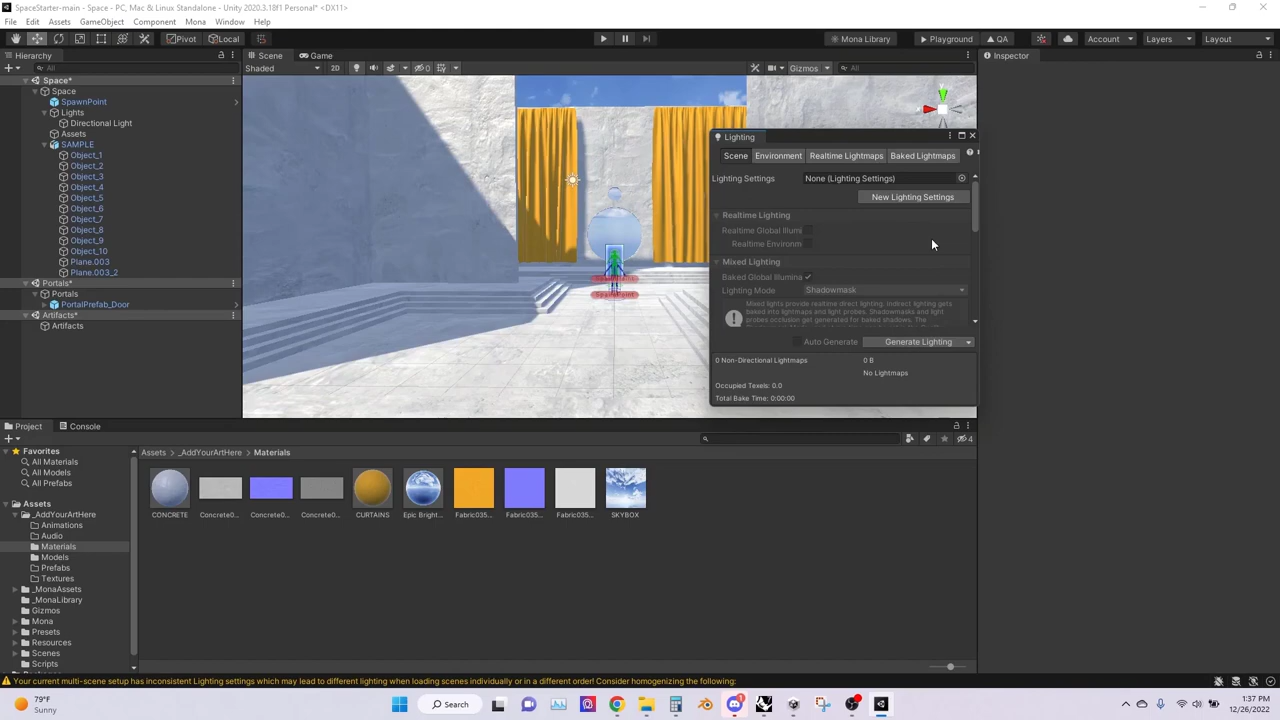 SpaceStarter-main - Space - PC, Mac & Linux Standalone - Unity 2020.3.18f1 Personal* <DX11>
File Edit Assets GameObject Component Mona Window Help
Pivot Local Mona Library Playground QA Account Layers Layout
Hierarchy Scene Game Inspector
All Shaded 2D 0 Gizmos All
Space*
Space
SpawnPoint
Lights
Directional Light
Assets
SAMPLE
Object_1
Object_2
Object_3
Object_4
Object_5
Object_6
Object_7
Object_8
Object_9
Object_10
Plane.003
Plane.003_2
Portals*
Portals
PortalPrefab_Door
Artifacts*
Artifacts
y
SpawnPoint
SpawnPoint
Lighting
Scene Environment Realtime Lightmaps Baked Lightmaps
Lighting Settings None (Lighting Settings)
New Lighting Settings
Realtime Lighting
Realtime Global Illumi
Realtime Environm
Mixed Lighting
Baked Global Illumina
Lighting Mode Shadowmask
Mixed lights provide realtime direct lighting. Indirect lighting gets
baked into lightmaps and light probes. Shadowmasks and light
probes occlusion get generated for baked shadows. The
Auto Generate Generate Lighting
0 Non-Directional Lightmaps 0 B
No Lightmaps
Occupied Texels: 0.0
Total Bake Time: 0:00:00
Project Console
4
Favorites
All Materials
All Models
All Prefabs
Assets
_AddYourArtHere
Animations
Audio
Materials
Models
Prefabs
Textures
_MonaAssets
_MonaLibrary
Gizmos
Mona
Presets
Resources
Scenes
Scripts
Assets _AddYourArtHere Materials
CONCRETE Concrete0... Concrete0... Concrete0... CURTAINS Epic Bright... Fabric035... Fabric035... Fabric035... SKYBOX
Your current multi-scene setup has inconsistent Lighting settings which may lead to different lighting when loading scenes individually or in a different order! Consider homogenizing the following:
79°F
Sunny
Search
1
1:37 PM
12/26/2022